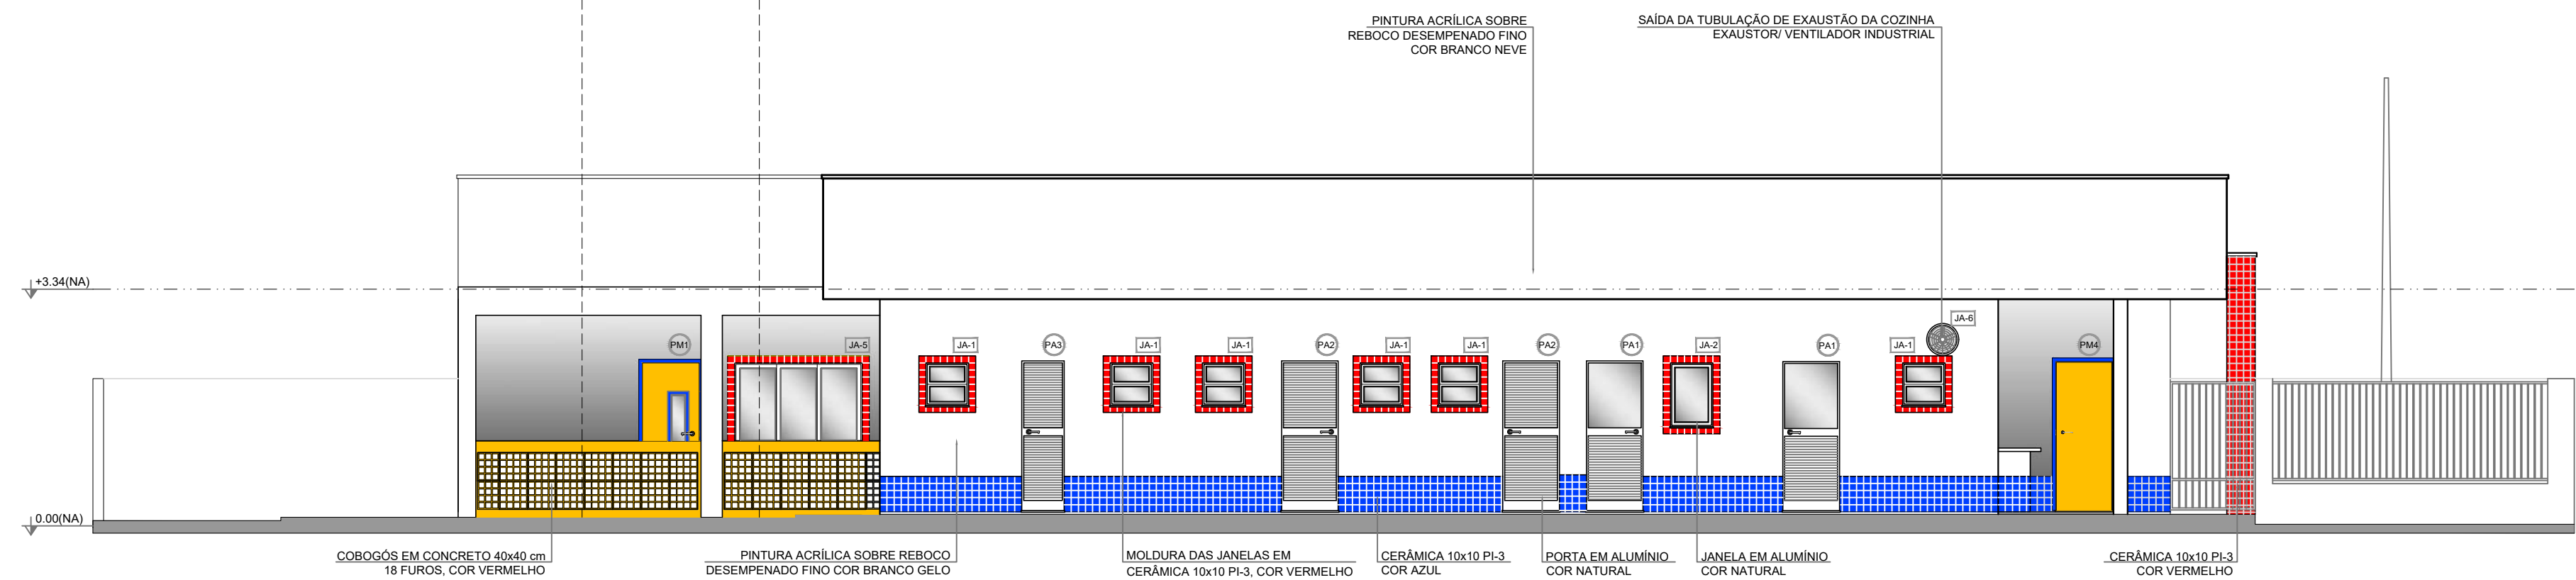 PINTURA ACRÍLICA SOBRE
REBOCO DESEMPENADO FINO
COR BRANCO NEVE
SAÍDA DA TUBULAÇÃO DE EXAUSTÃO DA COZINHA
EXAUSTOR/ VENTILADOR INDUSTRIAL
+3.34(NA)
JA-6
PM1
JA-5
JA-1
PA3
JA-1
JA-1
PA2
JA-1
JA-1
PA2
PA1
JA-2
PA1
JA-1
PM4
0.00(NA)
COBOGÓS EM CONCRETO 40x40 cm
18 FUROS, COR VERMELHO
PINTURA ACRÍLICA SOBRE REBOCO
DESEMPENADO FINO COR BRANCO GELO
MOLDURA DAS JANELAS EM
CERÂMICA 10x10 PI-3, COR VERMELHO
CERÂMICA 10x10 PI-3
COR AZUL
PORTA EM ALUMÍNIO
COR NATURAL
JANELA EM ALUMÍNIO
COR NATURAL
CERÂMICA 10x10 PI-3
COR VERMELHO